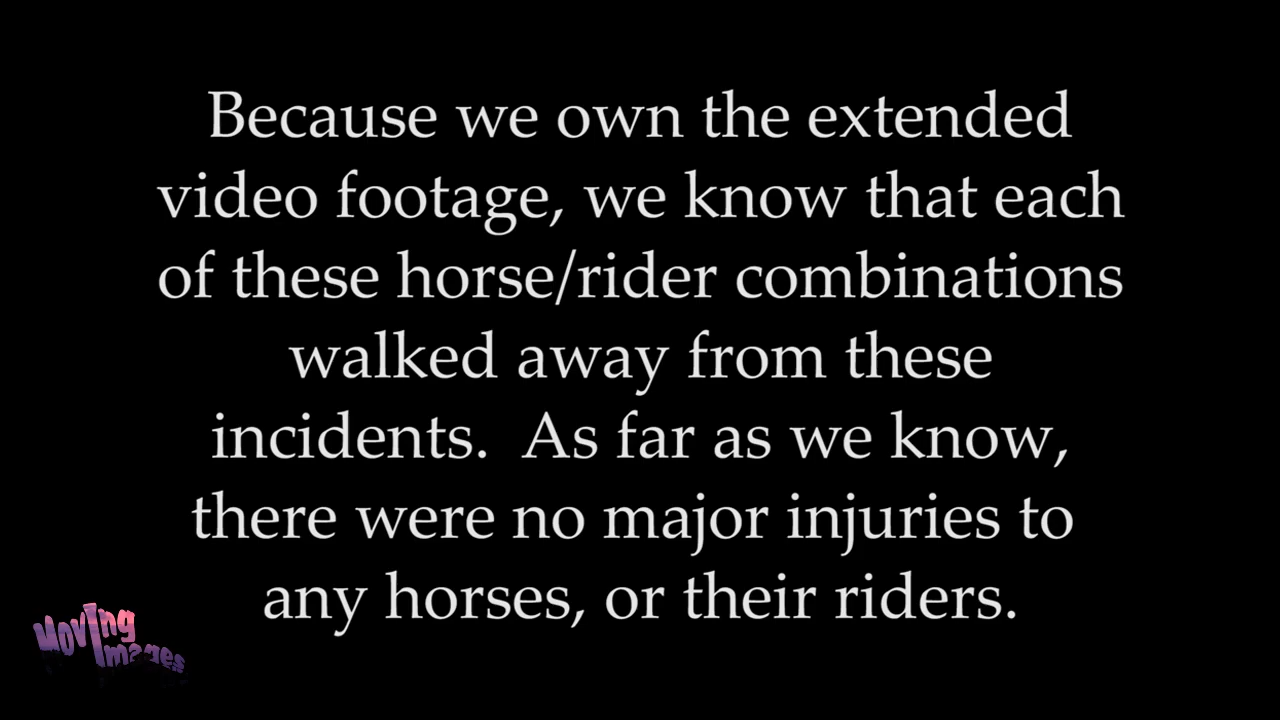 Because we own the extended
video footage, we know that each
of these horse/rider combinations
walked away from these
incidents.  As far as we know,
there were no major injuries to
any horses, or their riders.
Moving
Images